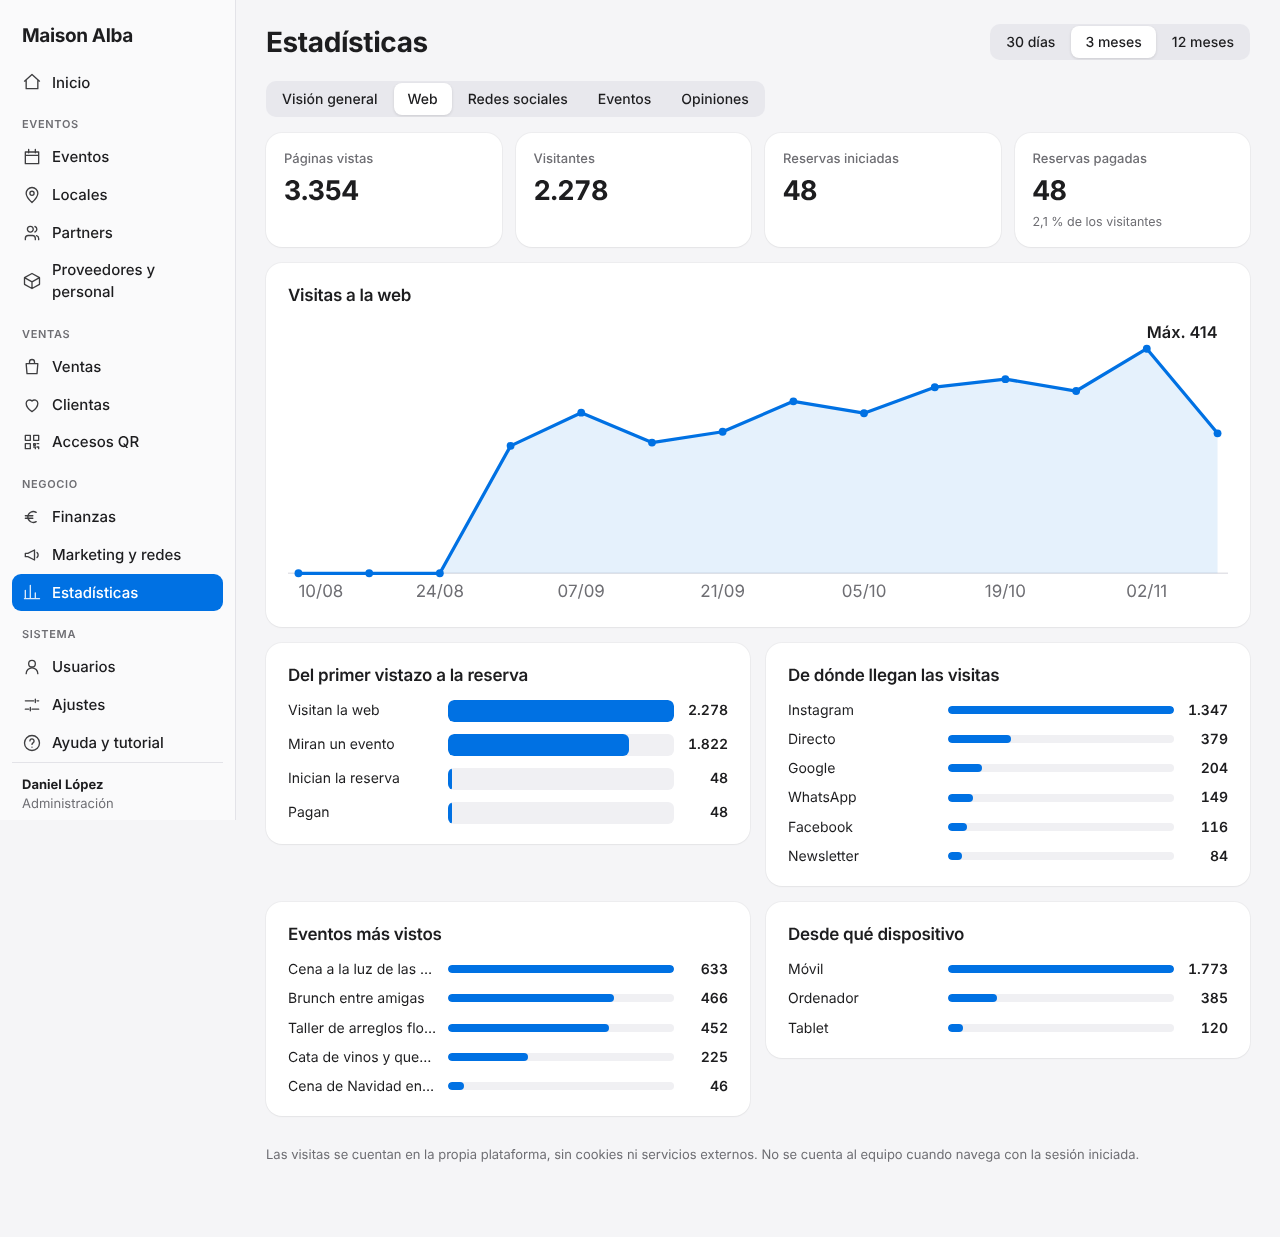 Maison Alba
Inicio
EVENTOS
Eventos
Locales
Partners
Proveedores y
personal
VENTAS
Ventas
Clientas
Accesos QR
NEGOCIO
Finanzas
Marketing y redes
Estadísticas
SISTEMA
Usuarios
Ajustes
Ayuda y tutorial
Daniel López
Administración
Estadísticas
30 días 3 meses 12 meses
Visión general Web Redes sociales Eventos Opiniones
Páginas vistas
3.354
Visitantes
2.278
Reservas iniciadas
48
Reservas pagadas
48
2,1 % de los visitantes
Visitas a la web
Máx. 414
10/08 24/08 07/09 21/09 05/10 19/10 02/11
Del primer vistazo a la reserva
Visitan la web 2.278
Miran un evento 1.822
Inician la reserva 48
Pagan 48
De dónde llegan las visitas
Instagram 1.347
Directo 379
Google 204
WhatsApp 149
Facebook 116
Newsletter 84
Eventos más vistos
Cena a la luz de las ... 633
Brunch entre amigas 466
Taller de arreglos flo... 452
Cata de vinos y que... 225
Cena de Navidad en... 46
Desde qué dispositivo
Móvil 1.773
Ordenador 385
Tablet 120
Las visitas se cuentan en la propia plataforma, sin cookies ni servicios externos. No se cuenta al equipo cuando navega con la sesión iniciada.